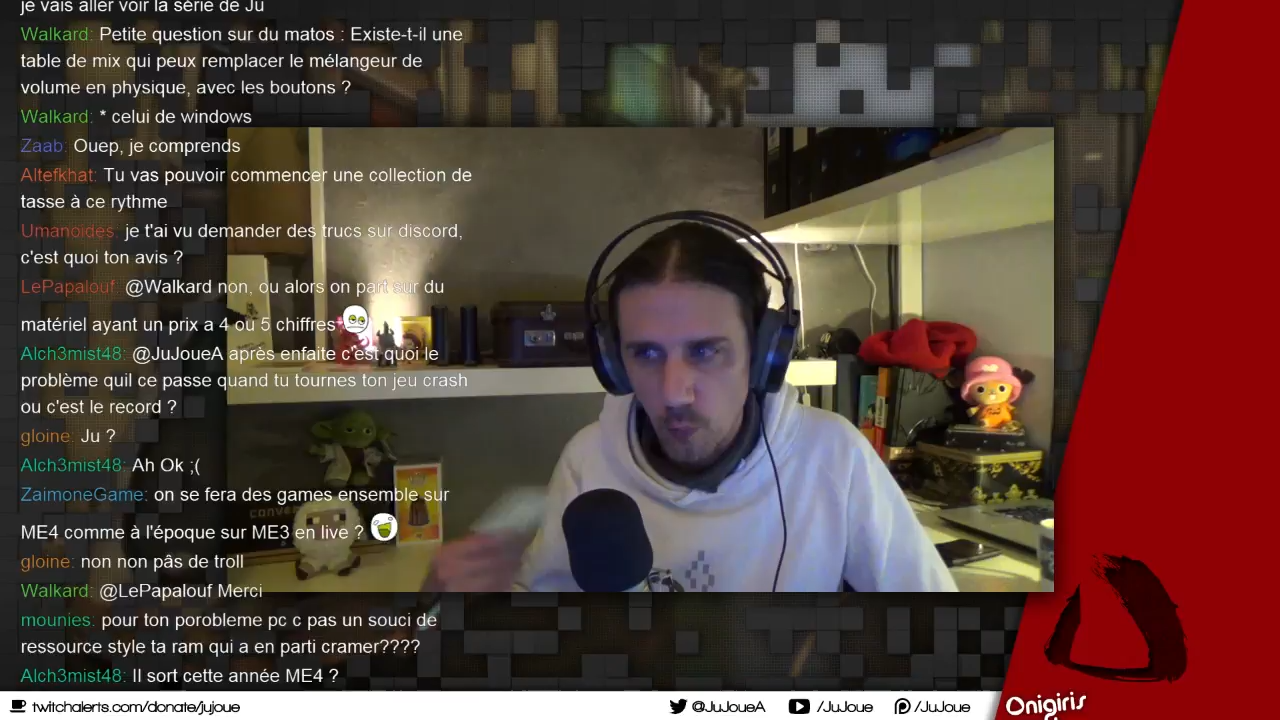 je vais aller voir la série de Ju
Walkard: Petite question sur du matos : Existe-t-il une
table de mix qui peux remplacer le mélangeur de
volume en physique, avec les boutons ?
Walkard: * celui de windows
Zaab: Ouep, je comprends
Altefkhat: Tu vas pouvoir commencer une collection de
tasse à ce rythme
Umanoides: je t'ai vu demander des trucs sur discord,
c'est quoi ton avis ?
LePapalouf: @Walkard non, ou alors on part sur du
matériel ayant un prix a 4 ou 5 chiffres
Alch3mist48: @JuJoueA après enfaite c'est quoi le
problème quil ce passe quand tu tournes ton jeu crash
ou c'est le record ?
gloine: Ju ?
Alch3mist48: Ah Ok ;(
ZaimoneGame: on se fera des games ensemble sur
ME4 comme à l'époque sur ME3 en live ?
gloine: non non pâs de troll
Walkard: @LePapalouf Merci
mounies: pour ton porobleme pc c pas un souci de
ressource style ta ram qui a en parti cramer????
Alch3mist48: Il sort cette année ME4 ?
twitchalerts.com/donate/jujoue
@JuJoueA
/JuJoue
/JuJoue
Onigiris